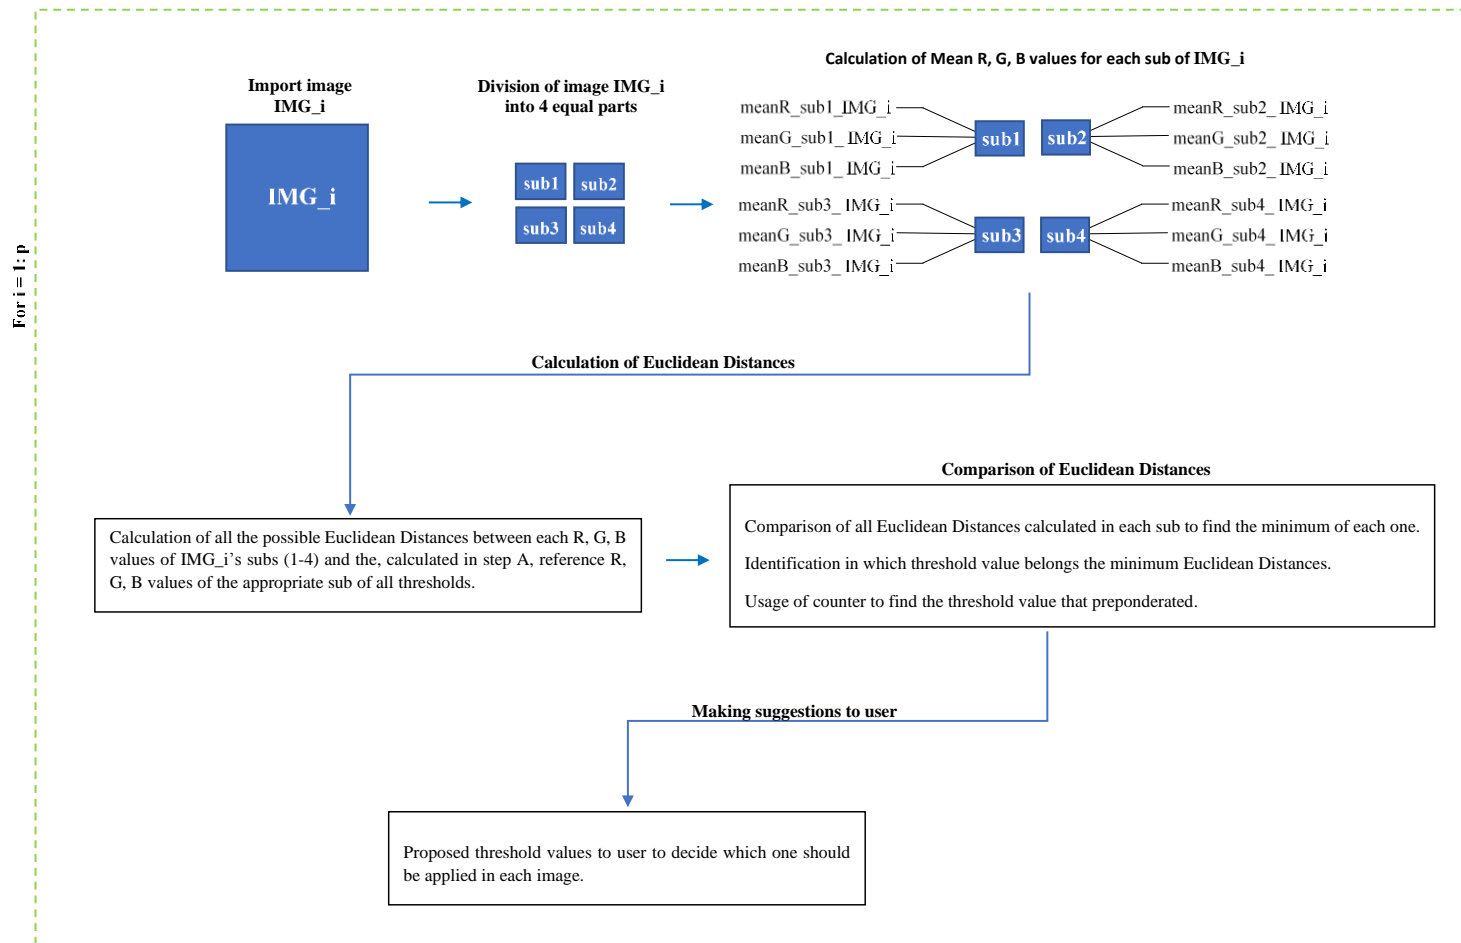 For i = 1: p
Import image
IMG_i
IMG_i
Division of image IMG_i
into 4 equal parts
sub1 sub2
sub3 sub4
Calculation of Mean R, G, B values for each sub of IMG_i
meanR_sub1_IMG_i
meanG_sub1_ IMG_i
meanB_sub1_ IMG_i
sub1
sub2
meanR_sub2_ IMG_i
meanG_sub2_ IMG_i
meanB_sub2_ IMG_i
meanR_sub3_ IMG_i
meanG_sub3_ IMG_i
meanB_sub3_ IMG_i
sub3
sub4
meanR_sub4_ IMG_i
meanG_sub4_ IMG_i
meanB_sub4_ IMG_i
Calculation of Euclidean Distances
Calculation of all the possible Euclidean Distances between each R, G, B
values of IMG_i's subs (1-4) and the, calculated in step A, reference R,
G, B values of the appropriate sub of all thresholds.
Comparison of Euclidean Distances
Comparison of all Euclidean Distances calculated in each sub to find the minimum of each one.
Identification in which threshold value belongs the minimum Euclidean Distances.
Usage of counter to find the threshold value that preponderated.
Making suggestions to user
Proposed threshold values to user to decide which one should
be applied in each image.